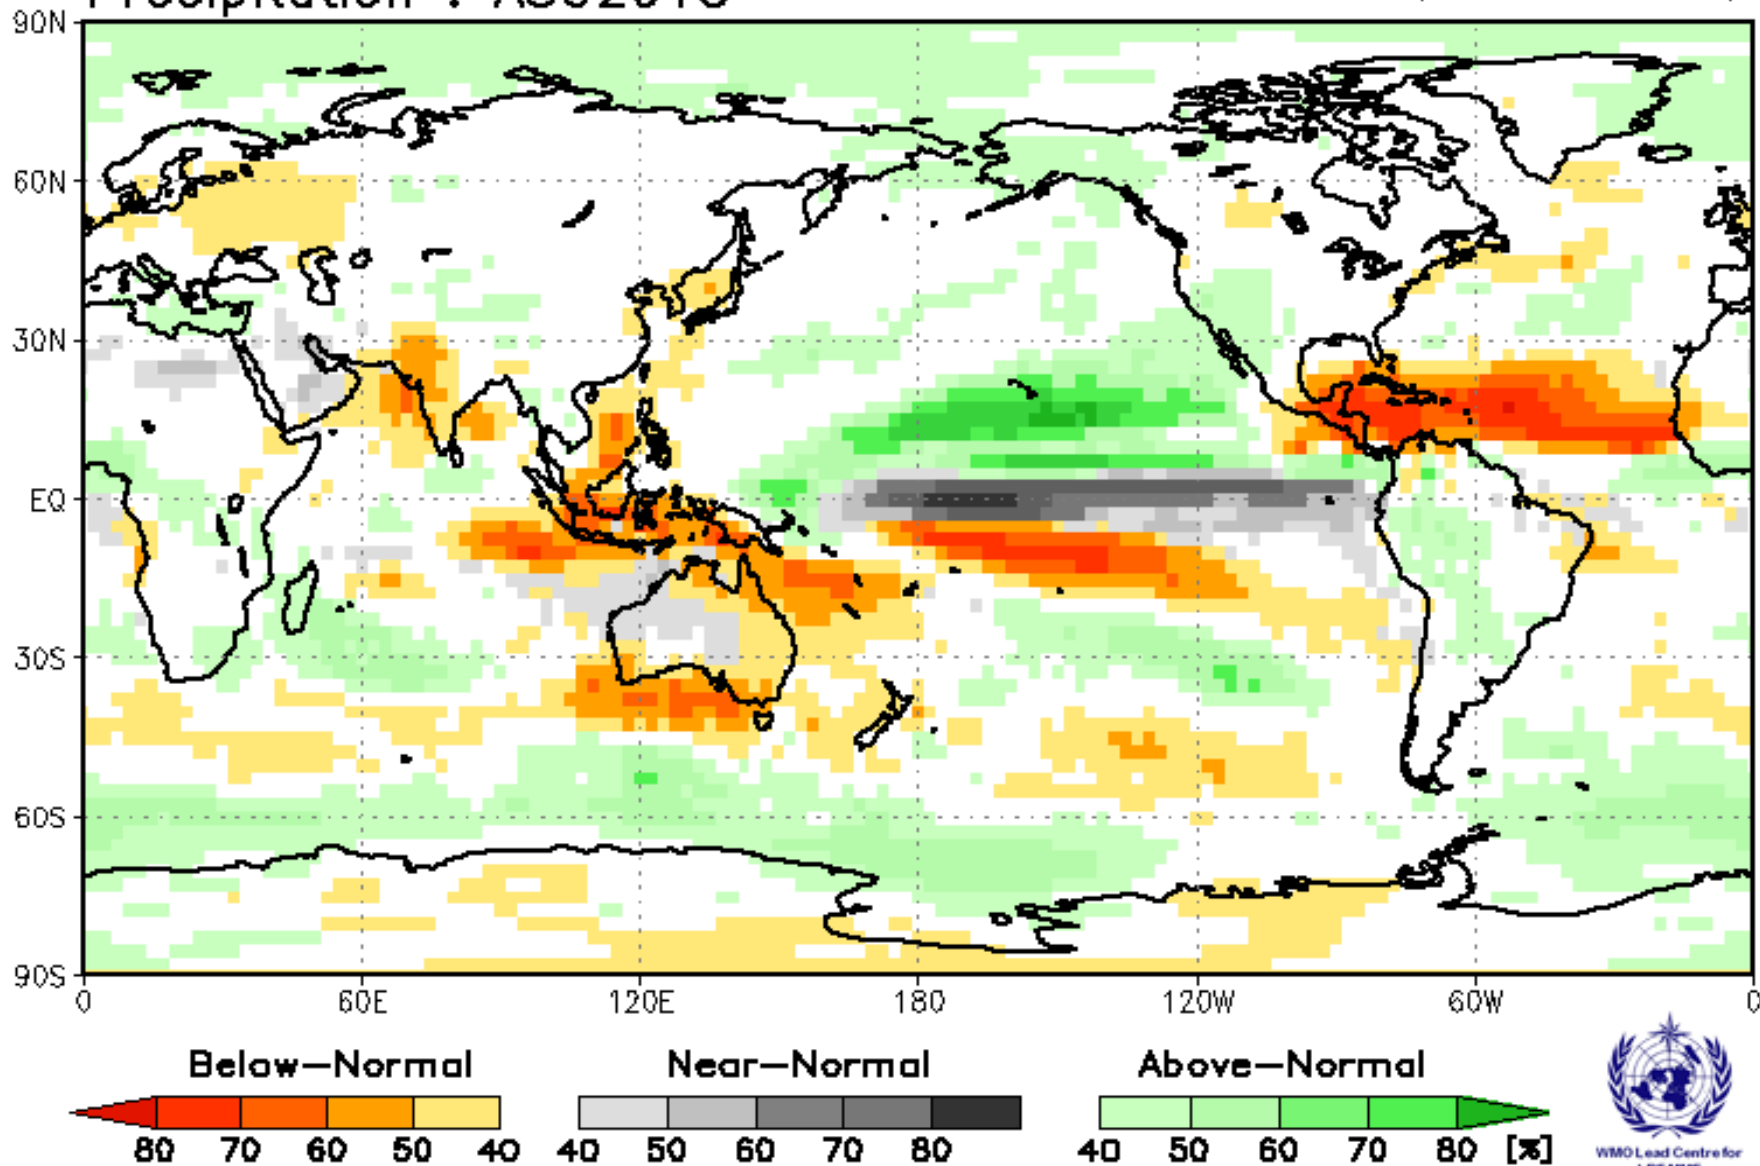 Precipitation : ASO2018
90N
60N
30N
EQ
30S
60S
90S
0 60E 120E 180 120W 60W 0
Below-Normal Near-Normal Above-Normal
80 70 60 50 40 40 50 60 70 80 40 50 60 70 80 [%]
WMO Lead Centre for